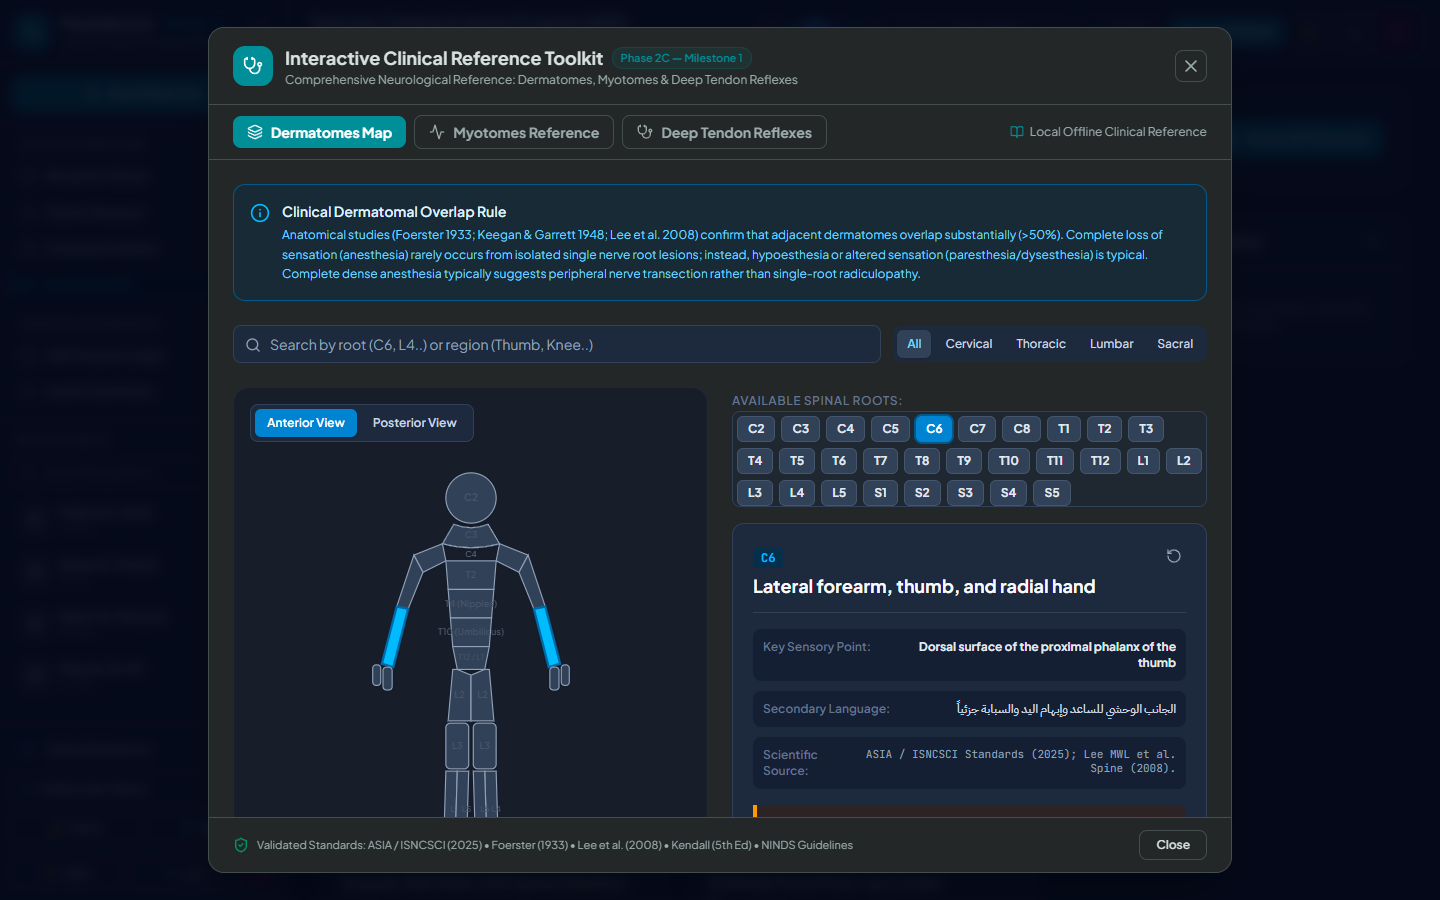 Interactive Clinical Reference Toolkit
Phase 2C — Milestone 1
Comprehensive Neurological Reference: Dermatomes, Myotomes & Deep Tendon Reflexes
Dermatomes Map
Myotomes Reference
Deep Tendon Reflexes
Local Offline Clinical Reference
Clinical Dermatomal Overlap Rule
Anatomical studies (Foerster 1933; Keegan & Garrett 1948; Lee et al. 2008) confirm that adjacent dermatomes overlap substantially (>50%). Complete loss of
sensation (anesthesia) rarely occurs from isolated single nerve root lesions; instead, hypoesthesia or altered sensation (paresthesia/dysesthesia) is typical.
Complete dense anesthesia typically suggests peripheral nerve transection rather than single-root radiculopathy.
Search by root (C6, L4..) or region (Thumb, Knee..)
All
Cervical
Thoracic
Lumbar
Sacral
Anterior View
Posterior View
C2
C3
C4
T2
T4 (Nipples)
T10 (Umbilicus)
L2
L2
L3
L3
AVAILABLE SPINAL ROOTS:
C2 C3 C4 C5 C6 C7 C8 T1 T2 T3
T4 T5 T6 T7 T8 T9 T10 T11 T12 L1 L2
L3 L4 L5 S1 S2 S3 S4 S5
C6
Lateral forearm, thumb, and radial hand
Key Sensory Point:
Dorsal surface of the proximal phalanx of the
thumb
Secondary Language:
الجانب الوحشي للساعد وإبهام اليد والسبابة جزئياً
Scientific
Source:
ASIA / ISNCSCI Standards (2025); Lee MWL et al.
Spine (2008).
Validated Standards: ASIA / ISNCSCI (2025) • Foerster (1933) • Lee et al. (2008) • Kendall (5th Ed) • NINDS Guidelines
Close